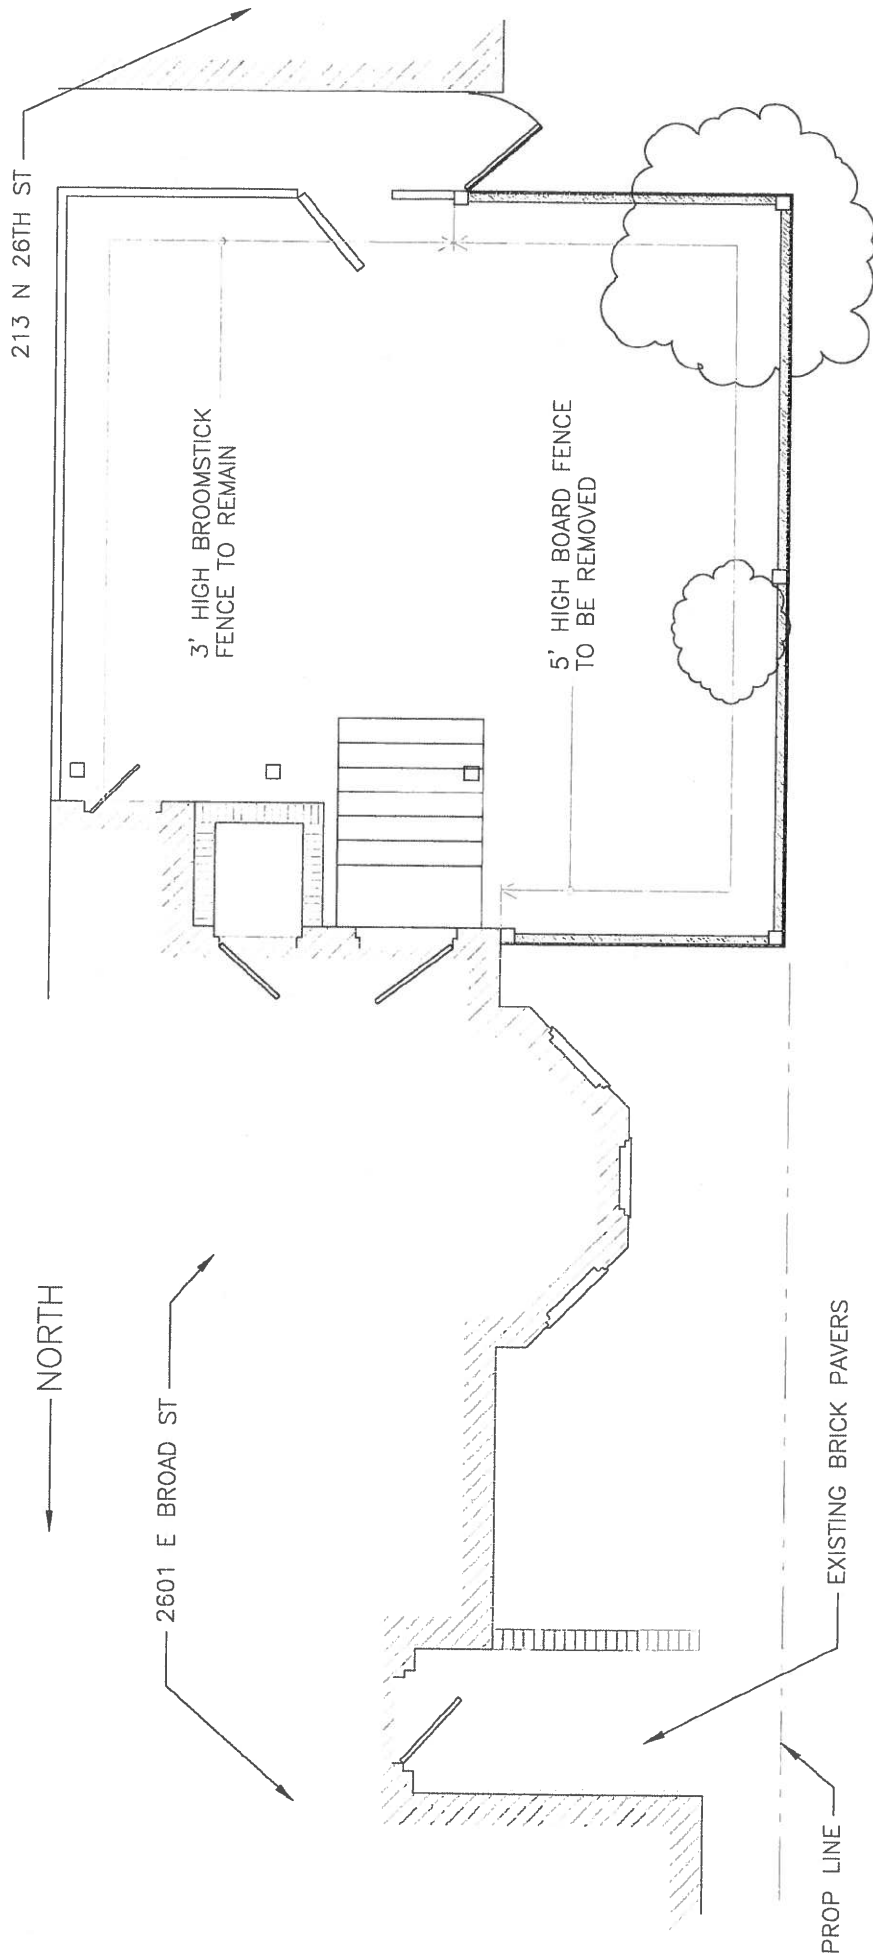 213 N 26TH ST
3' HIGH BROOMSTICK
FENCE TO REMAIN
5' HIGH BOARD FENCE
TO BE REMOVED
NORTH
2601 E BROAD ST
EXISTING BRICK PAVERS
PROP LINE